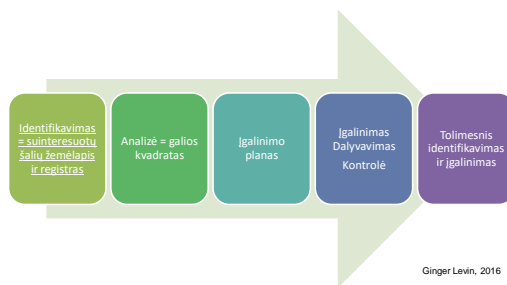 Identifikavimas
= suinteresuotų
šalių žemėlapis
ir registras
Analizė = galios
kvadratas
Įgalinimo
planas
Įgalinimas
Dalyvavimas
Kontrolė
Tolimesnis
identifikavimas
ir įgalinimas
Ginger Levin, 2016